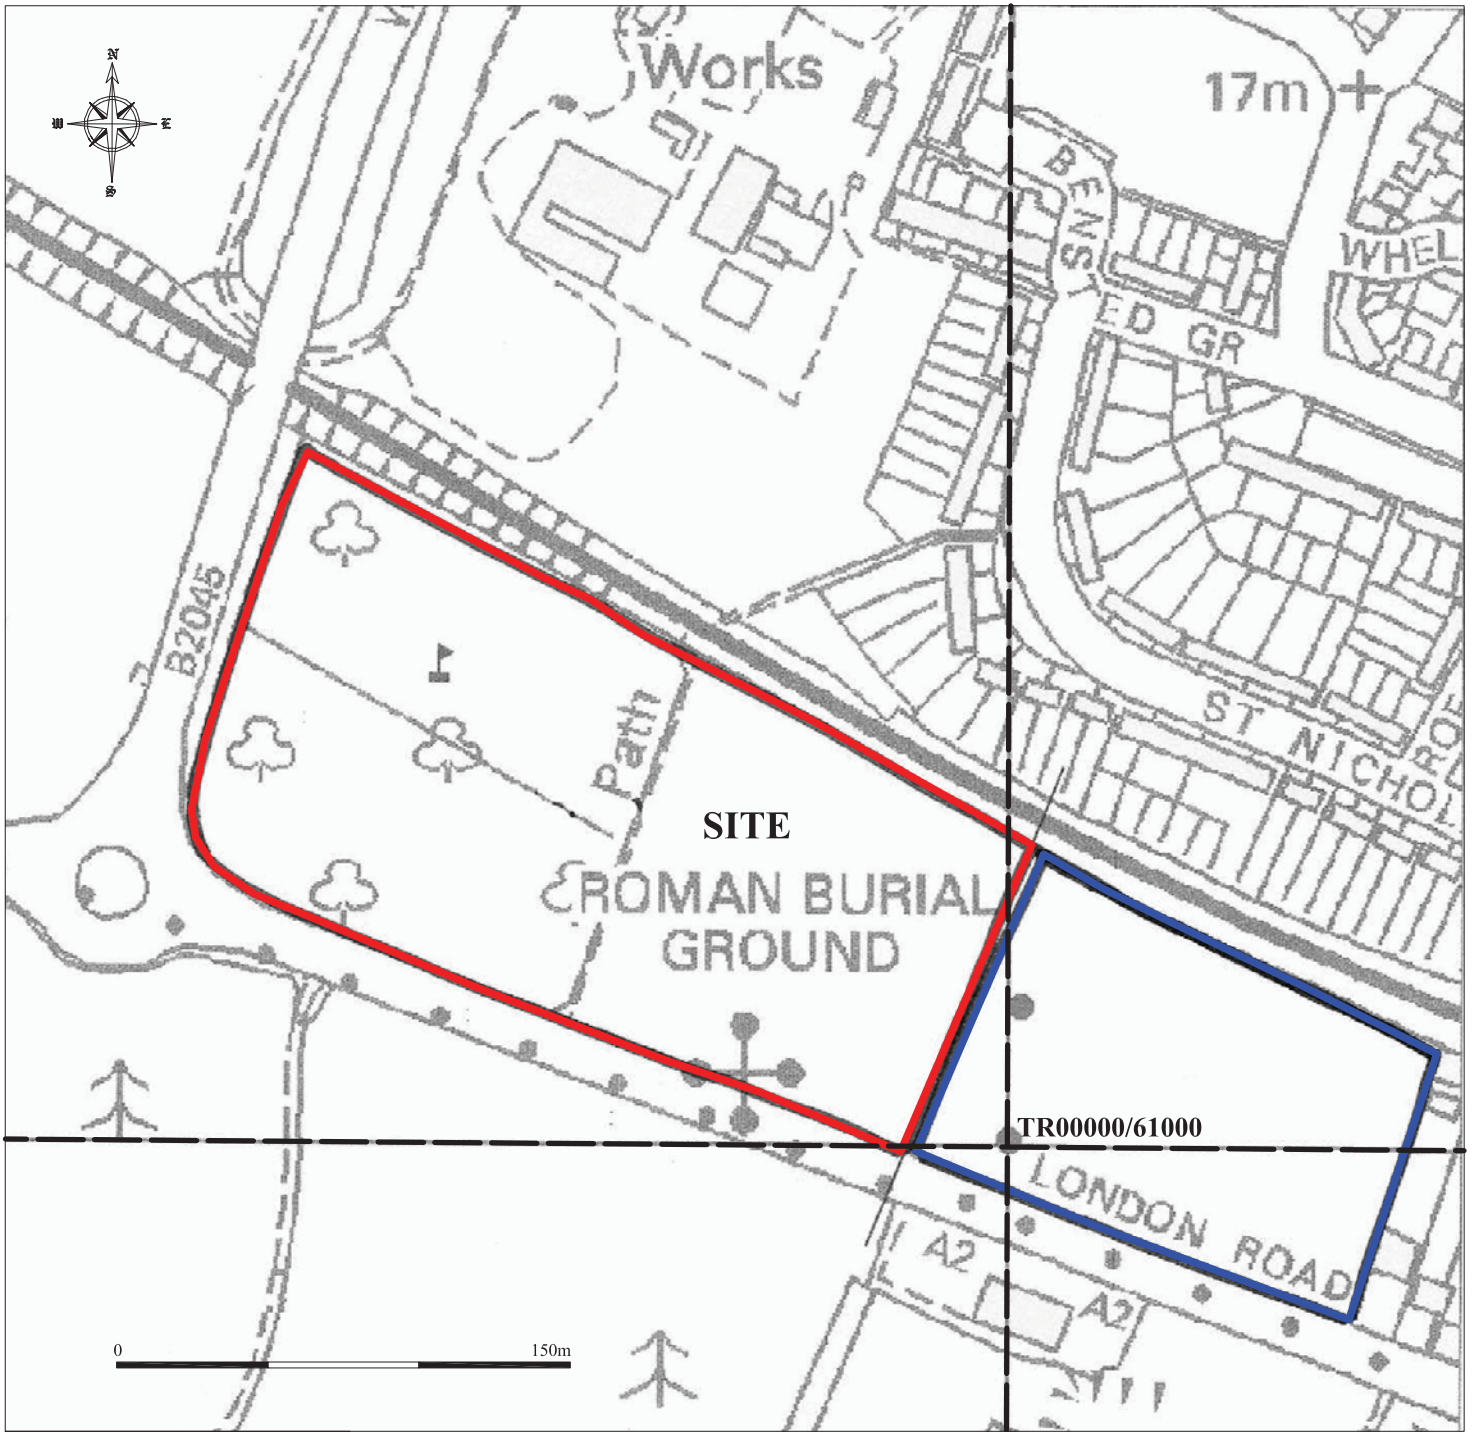 N
W
E
S
Works
17m
BENSTED GR
WHEL
B2045
Path
SITE
ROMAN BURIAL
GROUND
ST NICHOL
TR00000/61000
LONDON ROAD
A2
A2
0
150m